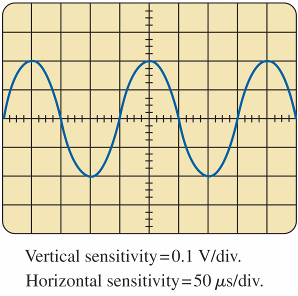 Vertical sensitivity=0.1 V/div.
Horizontal sensitivity=50 μs/div.